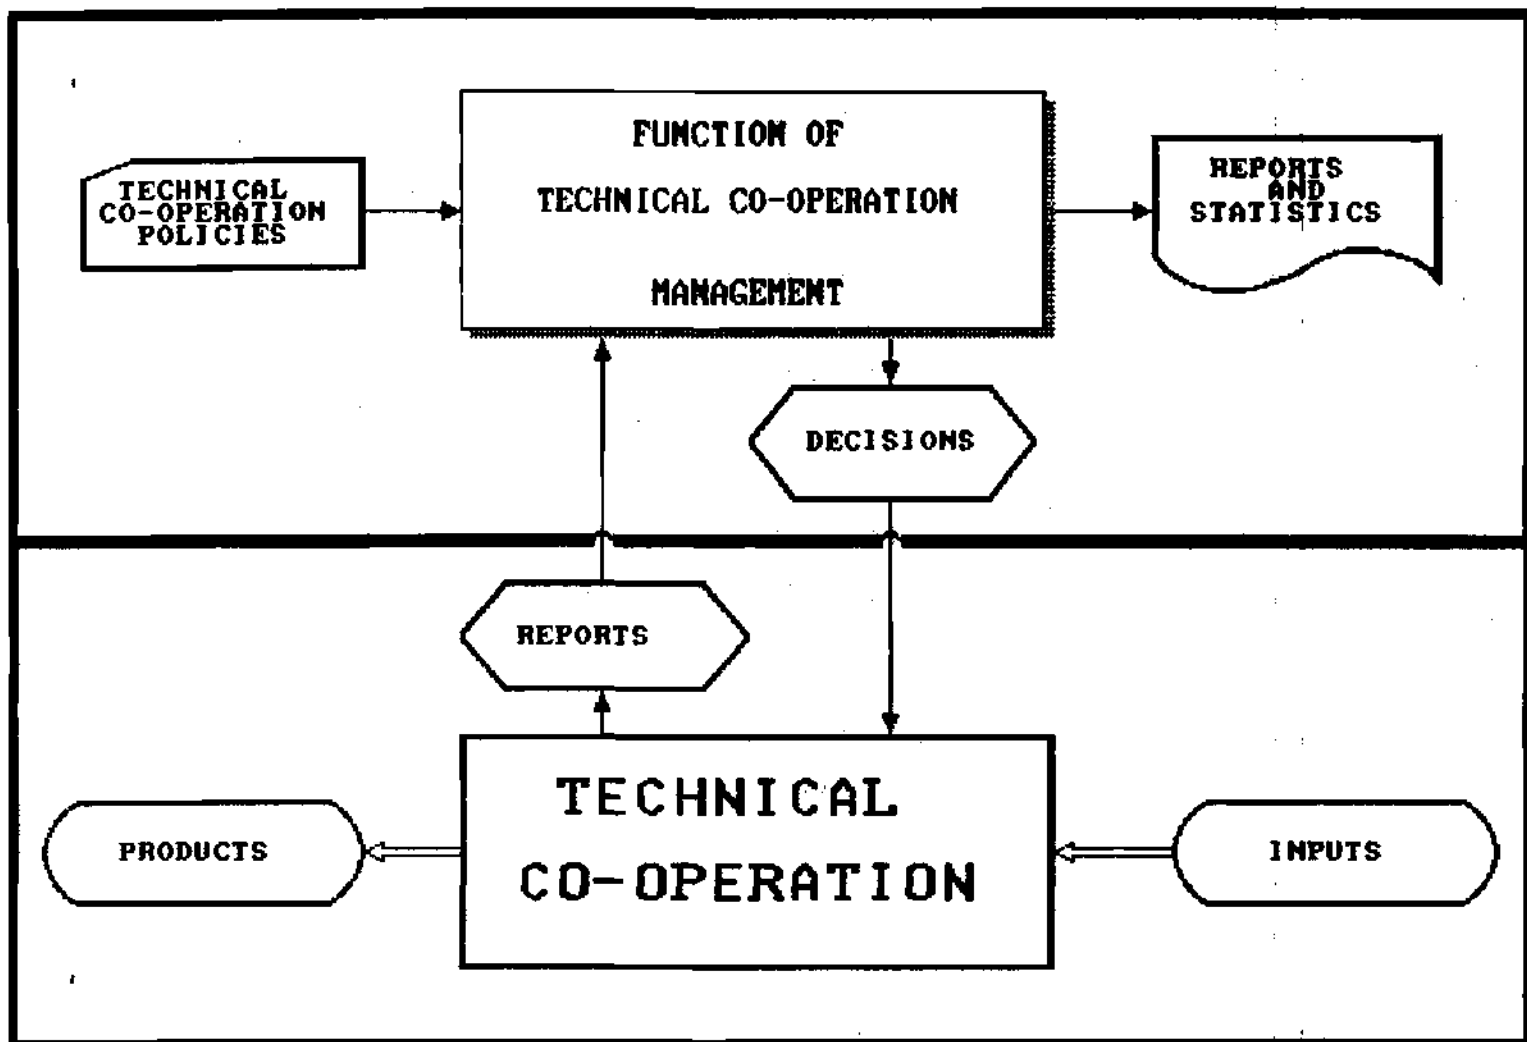 FUNCTION OF
TECHNICAL CO-OPERATION
MANAGEMENT
TECHNICAL
CO-OPERATION
POLICIES
REPORTS
AND
STATISTICS
DECISIONS
REPORTS
TECHNICAL
CO-OPERATION
PRODUCTS
INPUTS